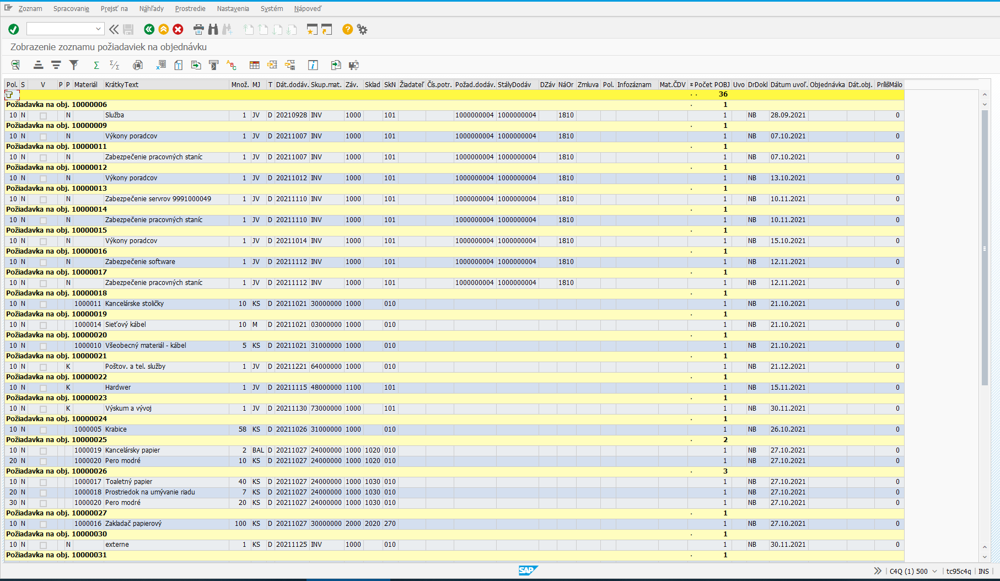 Zoznam Spracovanie Prejsť na Náhľady Prostredie Nastavenia Systém Nápoveď
Zobrazenie zoznamu požiadaviek na objednávku
Pol. S V P P Materiál KrátkyText Množ. MJ T Dát.dodáv. Skup.mat. Záv. Sklad SkN Žiadateľ Čís.potr. Požad.dodáv. StályDodáv DZáv NáOr Zmluva Pol. Infozáznam Mat.ČDV Počet POBJ Uvo DrDokl Dátum uvoľ. Objednávka Dát.obj. PrílišMálo
36
Požiadavka na obj. 10000006 1
10 N N Služba 1 JV D 20210928 INV 1000 101 1000000004 1000000004 1810 1 NB 28.09.2021 0
Požiadavka na obj. 10000009 1
10 N N Výkony poradcov 1 JV D 20211007 INV 1000 101 1000000004 1000000004 1810 1 NB 07.10.2021 0
Požiadavka na obj. 10000011 1
10 N N Zabezpečenie pracovných staníc 1 JV D 20211007 INV 1000 101 1000000004 1000000004 1810 1 NB 07.10.2021 0
Požiadavka na obj. 10000012 1
10 N N Výkony poradcov 1 JV D 20211012 INV 1000 101 1000000004 1000000004 1810 1 NB 13.10.2021 0
Požiadavka na obj. 10000013 1
10 N N Zabezpečenie servrov 9991000049 1 JV D 20211110 INV 1000 101 1000000004 1000000004 1810 1 NB 10.11.2021 0
Požiadavka na obj. 10000014 1
10 N N Zabezpečenie pracovných staníc 1 JV D 20211110 INV 1000 101 1000000004 1000000004 1810 1 NB 10.11.2021 0
Požiadavka na obj. 10000015 1
10 N N Výkony poradcov 1 JV D 20211014 INV 1000 101 1000000004 1000000004 1810 1 NB 15.10.2021 0
Požiadavka na obj. 10000016 1
10 N N Zabezpečenie software 1 JV D 20211112 INV 1000 101 1000000004 1000000004 1810 1 NB 12.11.2021 0
Požiadavka na obj. 10000017 1
10 N N Zabezpečenie pracovných staníc 1 JV D 20211112 INV 1000 101 1000000004 1000000004 1810 1 NB 12.11.2021 0
Požiadavka na obj. 10000018 1
10 N 1000011 Kancelárske stoličky 10 KS D 20211021 30000000 1000 010 1 NB 21.10.2021 0
Požiadavka na obj. 10000019 1
10 N 1000014 Sieťový kábel 10 M D 20211021 03000000 1000 010 1 NB 21.10.2021 0
Požiadavka na obj. 10000020 1
10 N 1000010 Všeobecný materiál - kábel 5 KS D 20211021 31000000 1000 010 1 NB 21.10.2021 0
Požiadavka na obj. 10000021 1
10 N K Poštov. a tel. služby 1 JV D 20211221 64000000 1000 010 1 NB 21.12.2021 0
Požiadavka na obj. 10000022 1
10 N K Hardwer 1 JV D 20211115 48000000 1100 101 1 NB 15.11.2021 0
Požiadavka na obj. 10000023 1
10 N K Výskum a vývoj 1 JV D 20211130 73000000 1000 101 1 NB 30.11.2021 0
Požiadavka na obj. 10000024 1
10 N 1000005 Krabice 58 KS D 20211026 31000000 1000 010 1 NB 26.10.2021 0
Požiadavka na obj. 10000025 2
10 N 1000019 Kancelársky papier 2 BAL D 20211027 24000000 1000 1020 010 1 NB 27.10.2021 0
20 N 1000020 Pero modré 10 KS D 20211027 24000000 1000 1020 010 1 NB 27.10.2021 0
Požiadavka na obj. 10000026 3
10 N 1000017 Toaletný papier 40 KS D 20211027 24000000 1000 1030 010 1 NB 27.10.2021 0
20 N 1000018 Prostriedok na umývanie riadu 7 KS D 20211027 24000000 1000 1030 010 1 NB 27.10.2021 0
30 N 1000020 Pero modré 20 KS D 20211027 24000000 1000 1030 010 1 NB 27.10.2021 0
Požiadavka na obj. 10000027 1
10 N 1000016 Zakladač papierový 100 KS D 20211027 30000000 2000 2020 270 1 NB 27.10.2021 0
Požiadavka na obj. 10000030 1
10 N N externe 1 KS D 20211125 INV 1000 010 1 NB 30.11.2021 0
Požiadavka na obj. 10000031 1
SAP C4Q (1) 500 tc95c4q INS